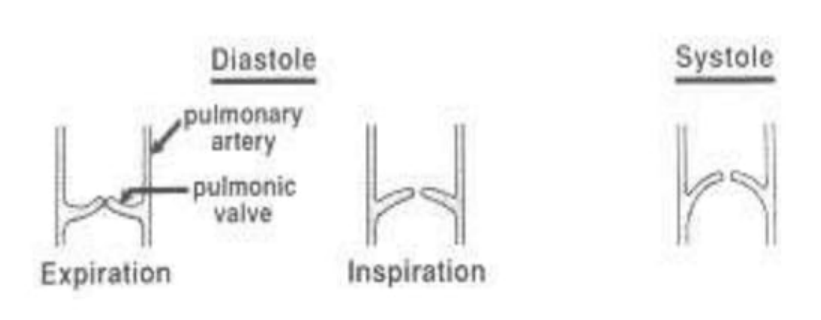 Diastole
Systole
pulmonary
artery
pulmonic
valve
Expiration
Inspiration